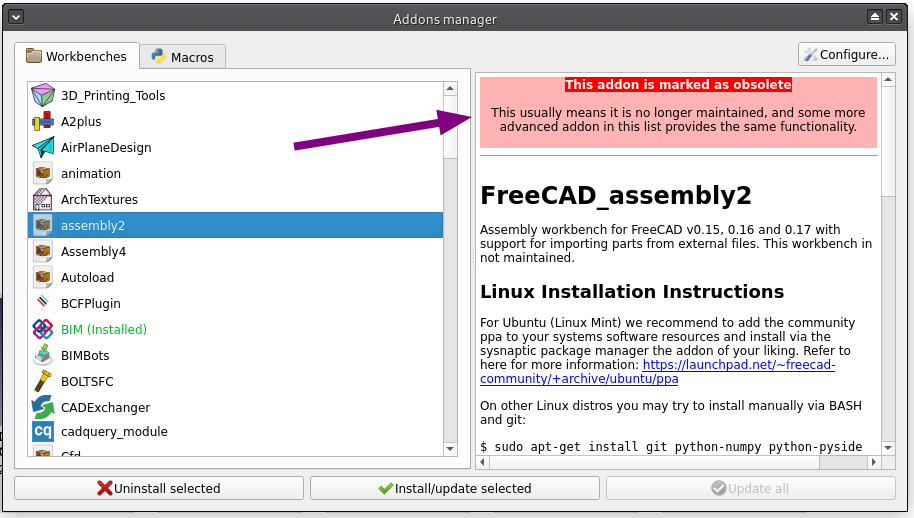 Addons manager
Workbenches
Macros
Configure...
3D_Printing_Tools
A2plus
AirPlaneDesign
animation
ArchTextures
assembly2
Assembly4
Autoload
BCFPlugin
BIM (Installed)
BIMBots
BOLTSFC
CADExchanger
cq cadquery_module
Cfd
This addon is marked as obsolete
This usually means it is no longer maintained, and some more
advanced addon in this list provides the same functionality.
FreeCAD_assembly2
Assembly workbench for FreeCAD v0.15, 0.16 and 0.17 with
support for importing parts from external files. This workbench in
not maintained.
Linux Installation Instructions
For Ubuntu (Linux Mint) we recommend to add the community
ppa to your systems software resources and install via the
sysnaptic package manager the addon of your liking. Refer to
here for more information: https://launchpad.net/~freecad-
community/+archive/ubuntu/ppa
On other Linux distros you may try to install manually via BASH
and git:
$ sudo apt-get install git python-numpy python-pyside
Uninstall selected
Install/update selected
Update all